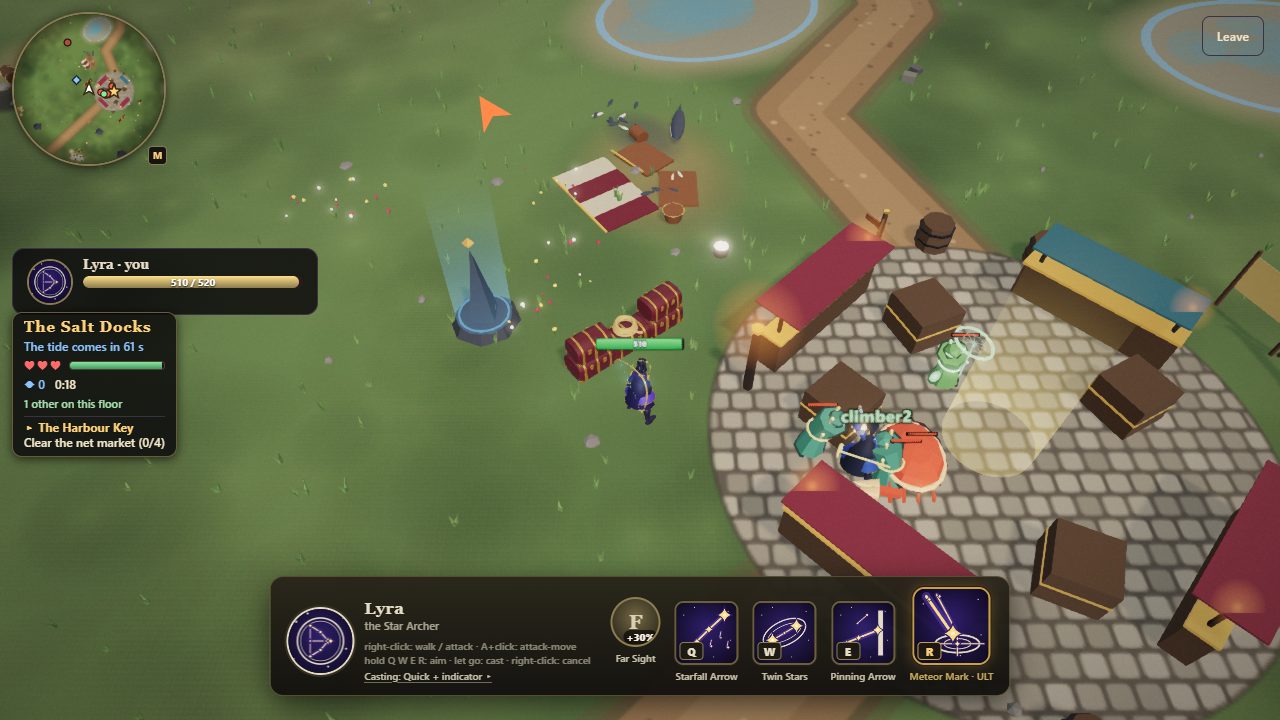 Leave
M
Lyra · you
510 / 520
The Salt Docks
The tide comes in 61 s
0 0:18
1 other on this floor
▸ The Harbour Key
Clear the net market (0/4)
510
climber2
Lyra
the Star Archer
right-click: walk / attack · A+click: attack-move
hold Q W E R: aim · let go: cast · right-click: cancel
Casting: Quick + indicator ▸
F
+30%
Far Sight
Q
Starfall Arrow
W
Twin Stars
E
Pinning Arrow
R
Meteor Mark · ULT